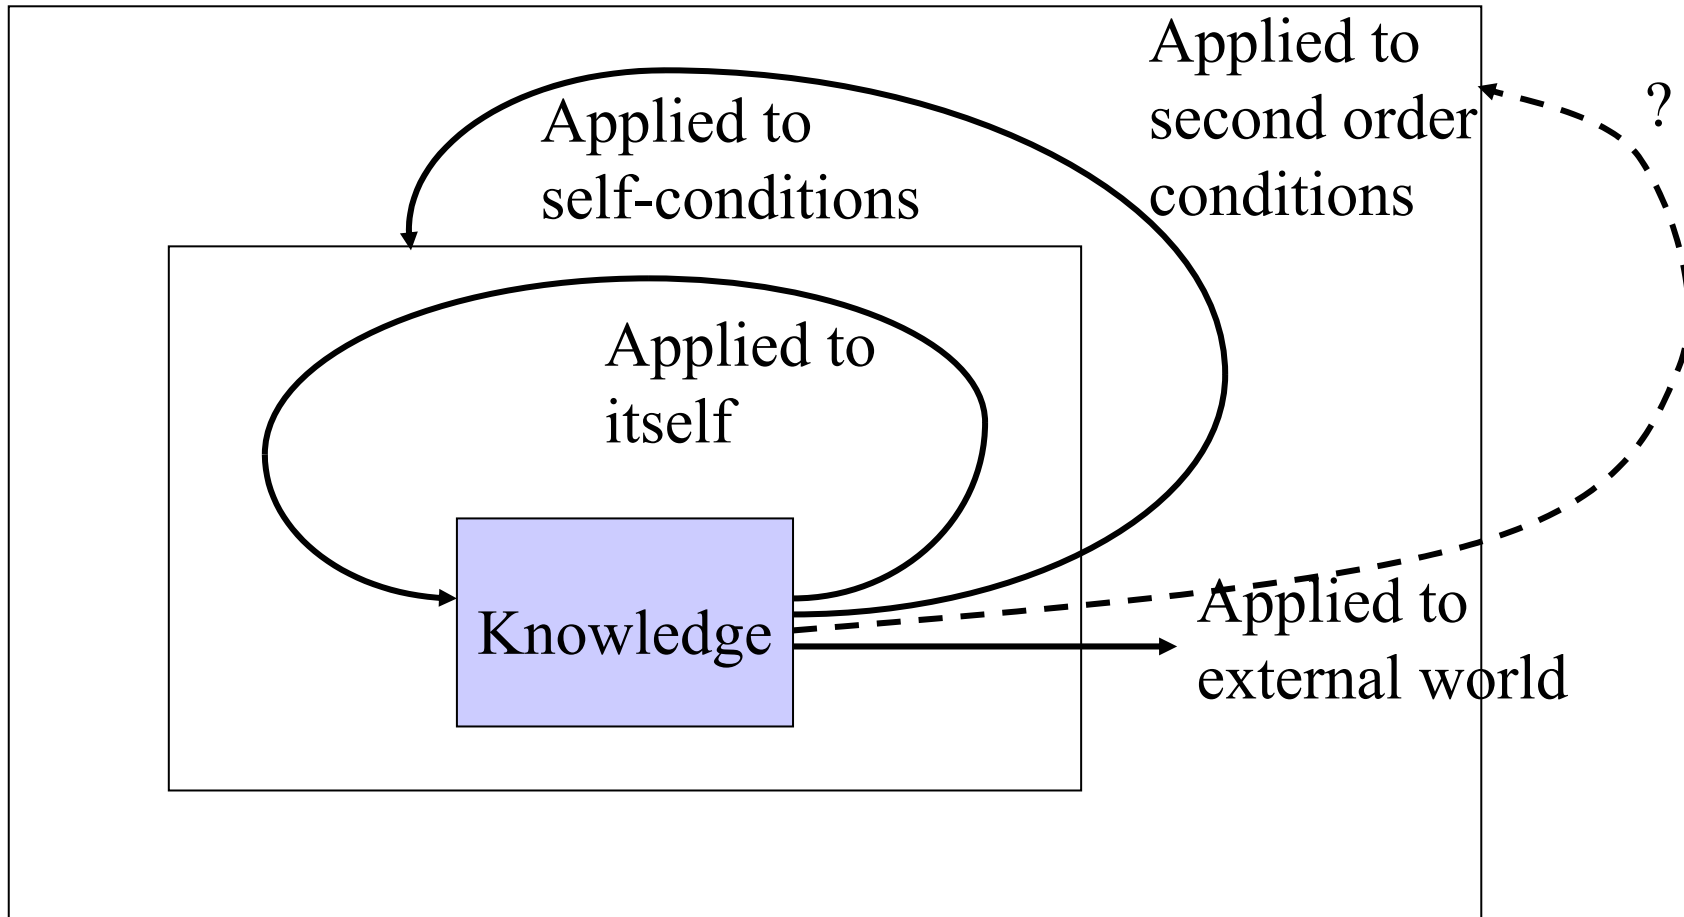 Applied to
second order
conditions
?
Applied to
self-conditions
Applied to
itself
Knowledge
Applied to
external world